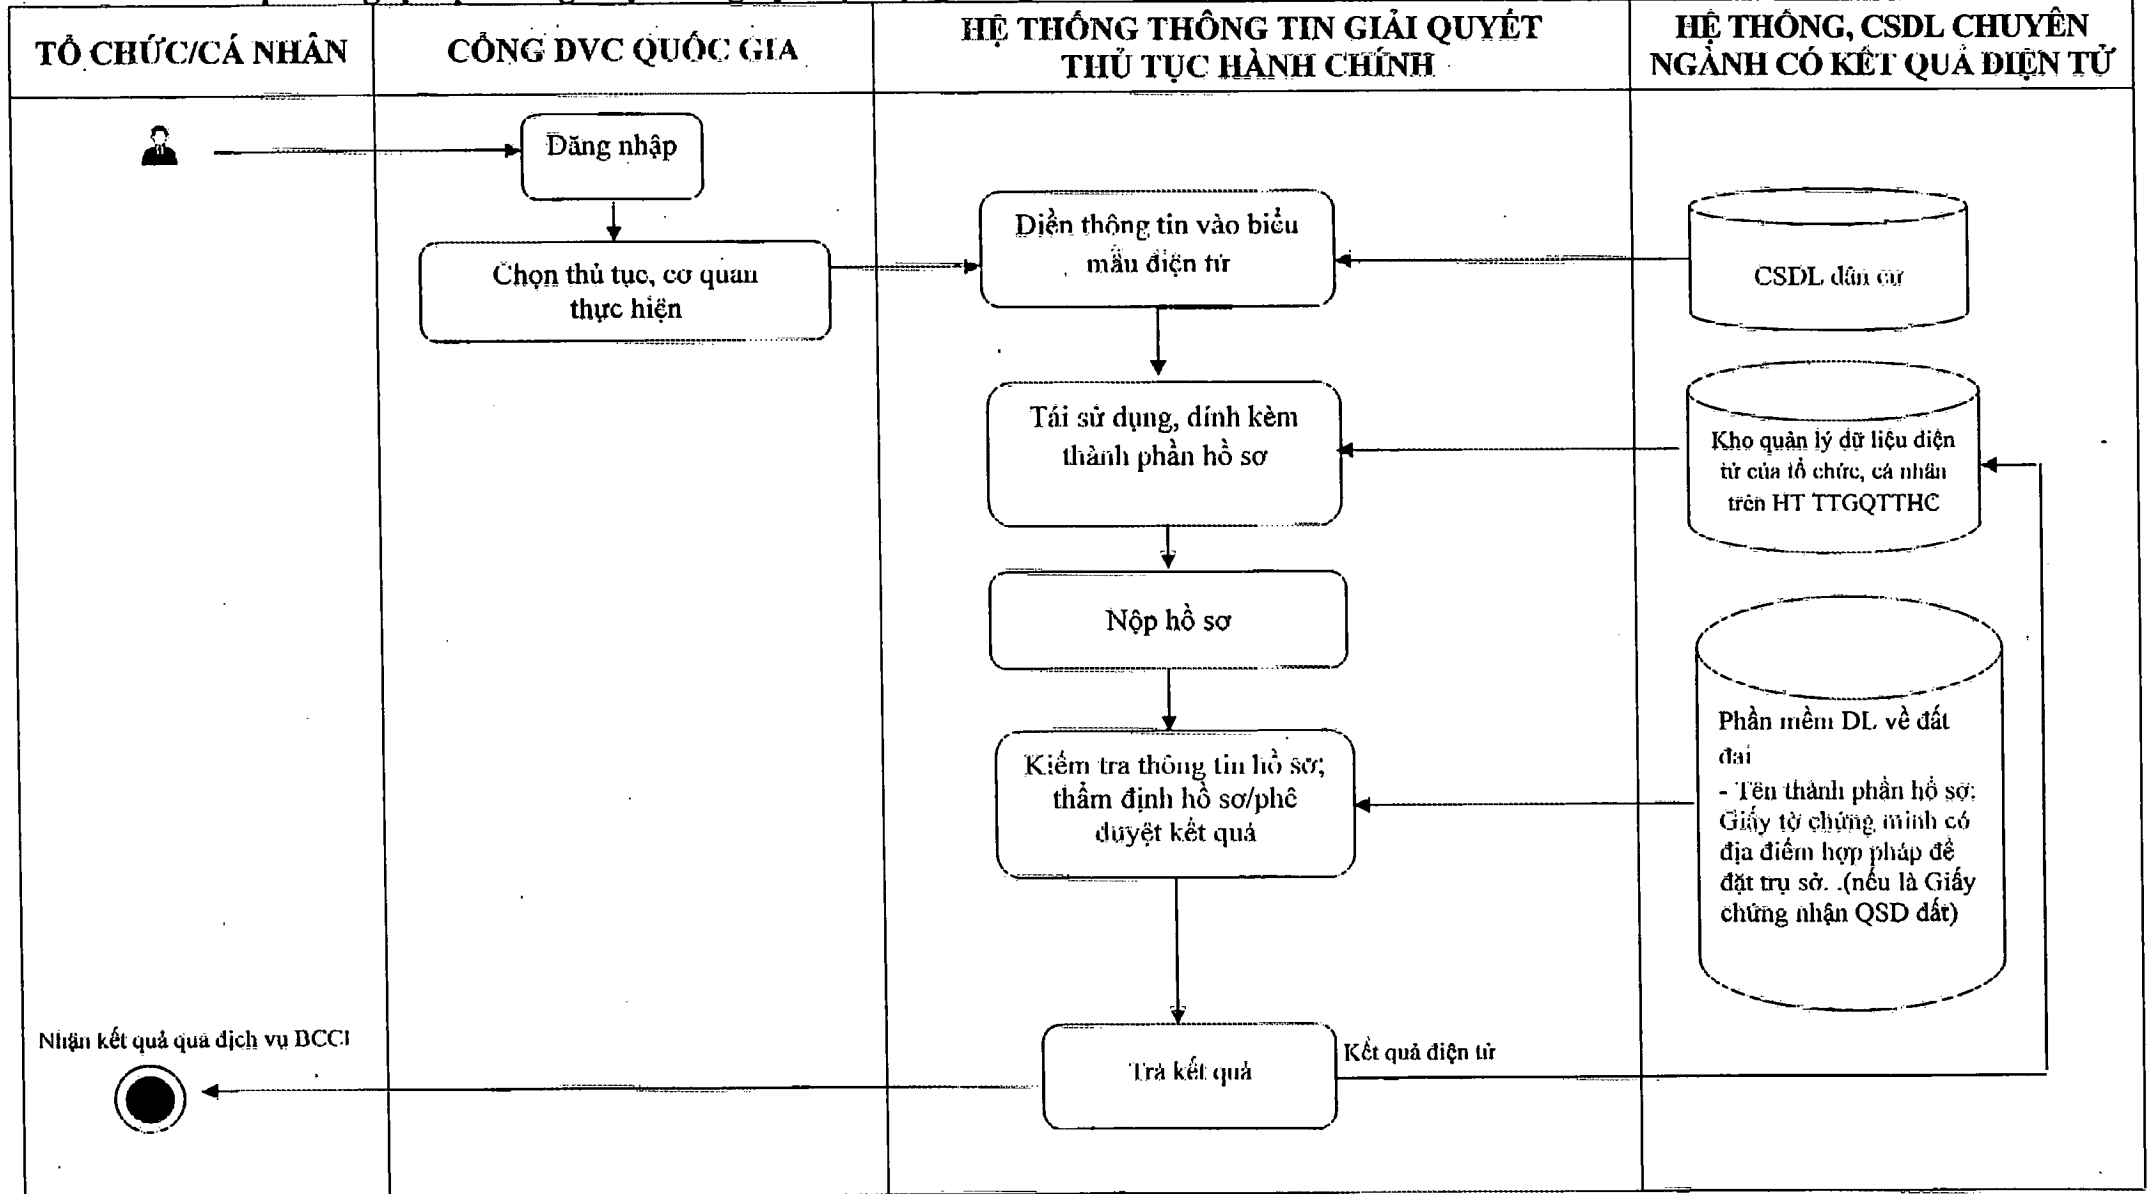 TỔ CHỨC/CÁ NHÂN
CỔNG DVC QUỐC GIA
HỆ THỐNG THÔNG TIN GIẢI QUYẾT
THỦ TỤC HÀNH CHÍNH
HỆ THỐNG, CSDL CHUYÊN
NGÀNH CÓ KẾT QUẢ ĐIỆN TỬ
Đăng nhập
Chọn thủ tục, cơ quan
thực hiện
Điền thông tin vào biểu
mẫu điện tử
CSDL dân cư
Tái sử dụng, đính kèm
thành phần hồ sơ
Kho quản lý dữ liệu điện
tử của tổ chức, cá nhân
trên HT TTGQTTHC
Nộp hồ sơ
Kiểm tra thông tin hồ sơ;
thẩm định hồ sơ/phê
duyệt kết quả
Phần mềm DL về đất
đai
- Tên thành phần hồ sơ:
Giấy tờ chứng minh có
địa điểm hợp pháp để
đặt trụ sở. .(nếu là Giấy
chứng nhận QSD đất)
Nhận kết quả qua dịch vụ BCCI
Trả kết quả
Kết quả điện tử